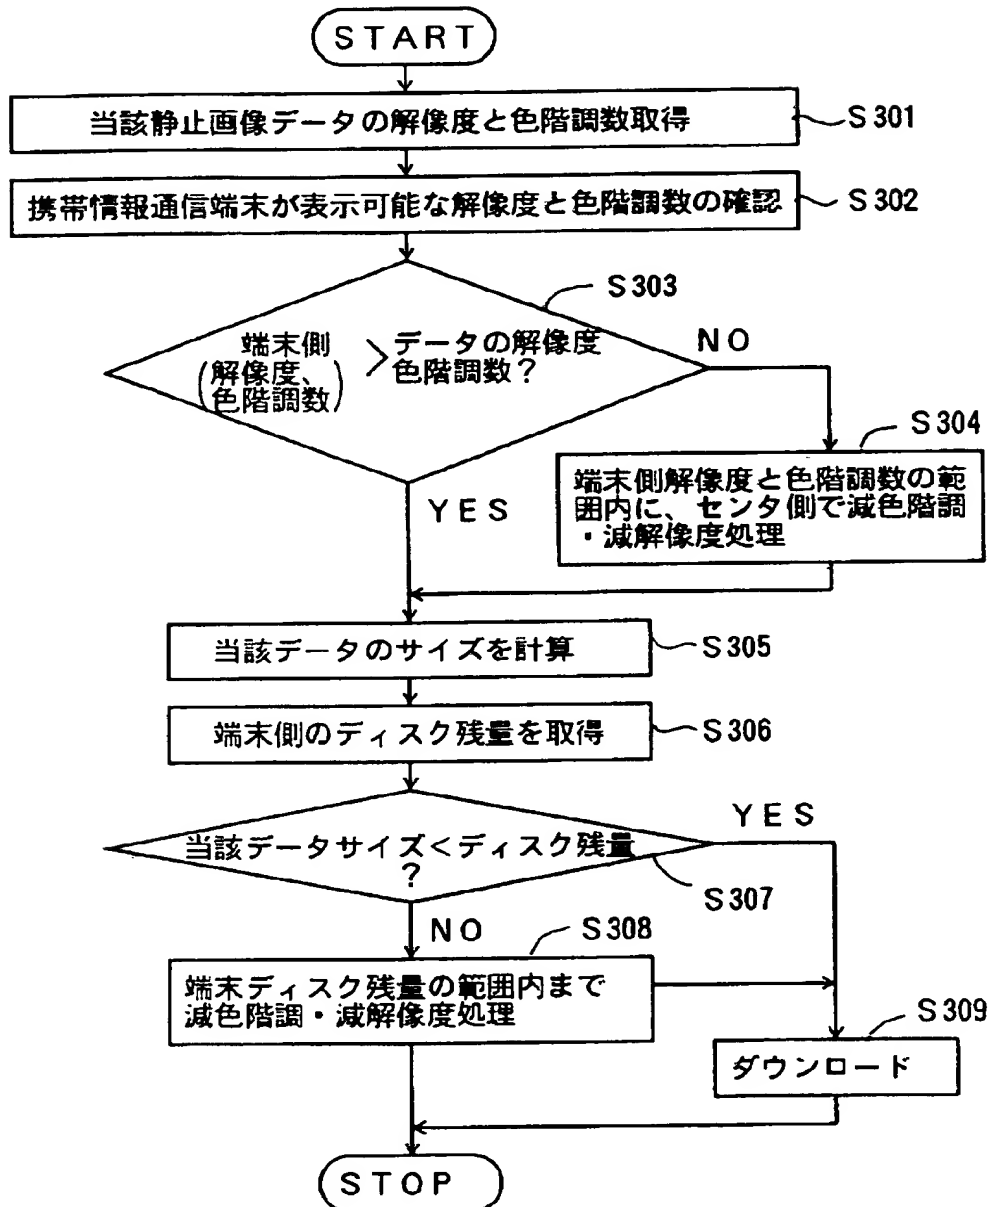 START
当該静止画像データの解像度と色階調数取得
S301
携帯情報通信端末が表示可能な解像度と色階調数の確認
S302
S303
端末側
(解像度、
色階調数)
>
データの解像度
色階調数?
NO
YES
S304
端末側解像度と色階調数の範
囲内に、センタ側で減色階調
・減解像度処理
当該データのサイズを計算
S305
端末側のディスク残量を取得
S306
当該データサイズ<ディスク残量
?
YES
S307
NO
S308
端末ディスク残量の範囲内まで
減色階調・減解像度処理
S309
ダウンロード
STOP